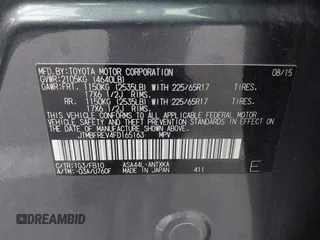 MFD.BY:TOYOTA MOTOR CORPORATION 08/15
GVWR:2105KG (4640LB)
GAWR:FRT. 1150KG (2535LB) WITH 225/65R17 TIRES.
17X6 1/2J RIMS.
RR. 1150KG (2535LB) WITH 225/65R17 TIRES.
17X6 1/2J RIMS.
THIS VEHICLE CONFORMS TO ALL APPLICABLE
FEDERAL MOTOR VEHICLE SAFETY AND
THEFT PREVENTION STANDARDS IN EFFECT ON THE
DATE OF MANUFACTURE SHOWN ABOVE.
JTMBFREV4FD165163 MPV
C/TR:1G3/FB10 ASA44L-ANTXKA
A/TM:-03A/U760F MADE IN JAPAN 411 E